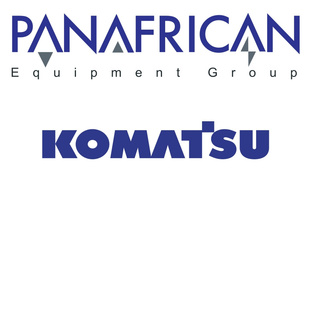 PANAFRICAN
Equipment Group
KOMATSU